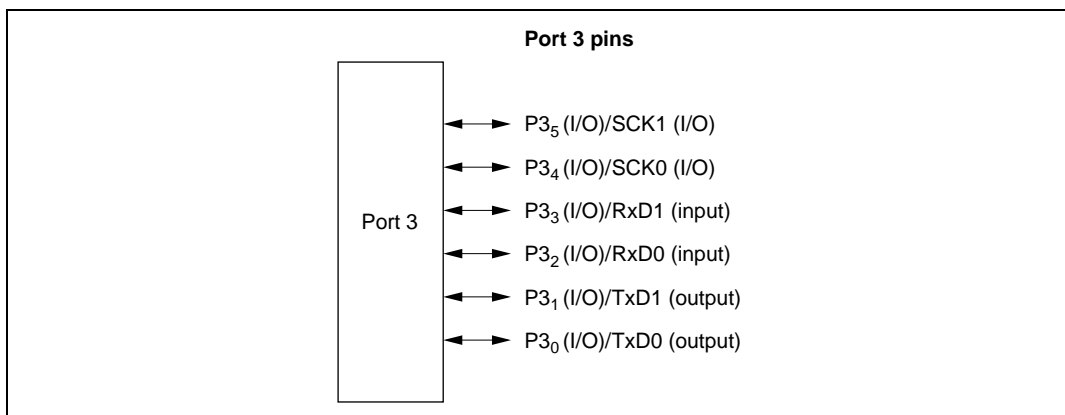 Port 3 pins
P3₅ (I/O)/SCK1 (I/O)
P3₄ (I/O)/SCK0 (I/O)
P3₃ (I/O)/RxD1 (input)
Port 3
P3₂ (I/O)/RxD0 (input)
P3₁ (I/O)/TxD1 (output)
P3₀ (I/O)/TxD0 (output)